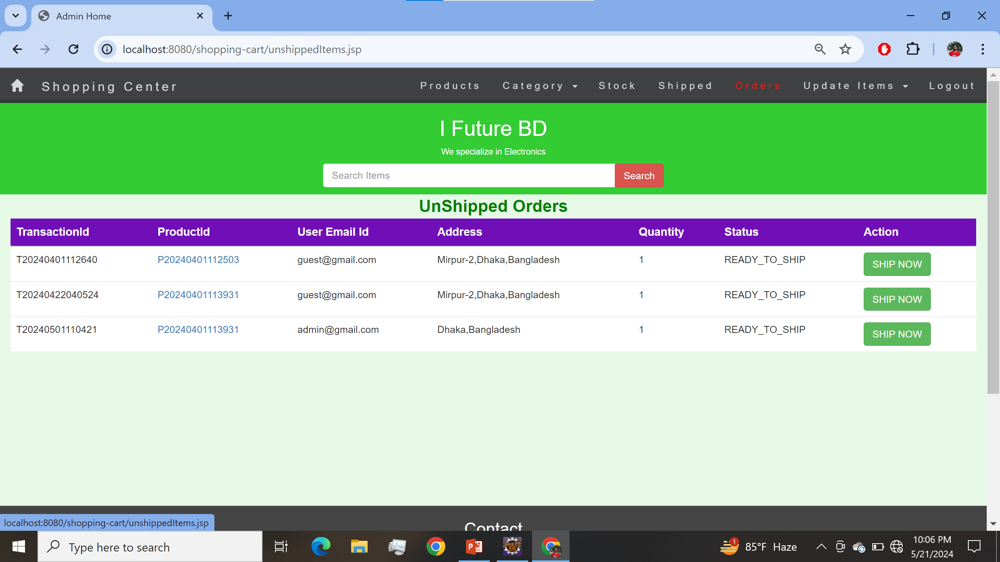 Admin Home
localhost:8080/shopping-cart/unshippedItems.jsp
Shopping Center Products Category Stock Shipped Orders Update Items Logout
I Future BD
We specialize in Electronics
Search Items Search
UnShipped Orders
TransactionId ProductId User Email Id Address Quantity Status Action
T20240401112640 P20240401112503 guest@gmail.com Mirpur-2,Dhaka,Bangladesh 1 READY_TO_SHIP SHIP NOW
T20240422040524 P20240401113931 guest@gmail.com Mirpur-2,Dhaka,Bangladesh 1 READY_TO_SHIP SHIP NOW
T20240501110421 P20240401113931 admin@gmail.com Dhaka,Bangladesh 1 READY_TO_SHIP SHIP NOW
localhost:8080/shopping-cart/unshippedItems.jsp
Contact
Type here to search
Java EE
IDE
1
85°F Haze
10:06 PM
5/21/2024